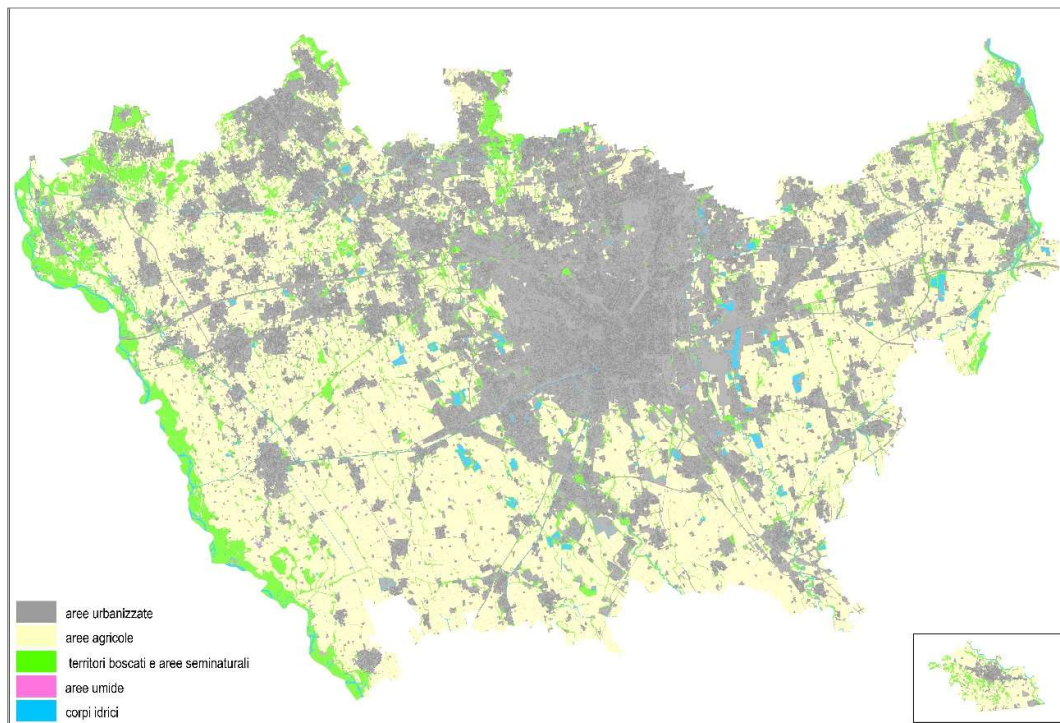 aree urbanizzate
aree agricole
territori boscati e aree seminaturali
aree umide
corpi idrici